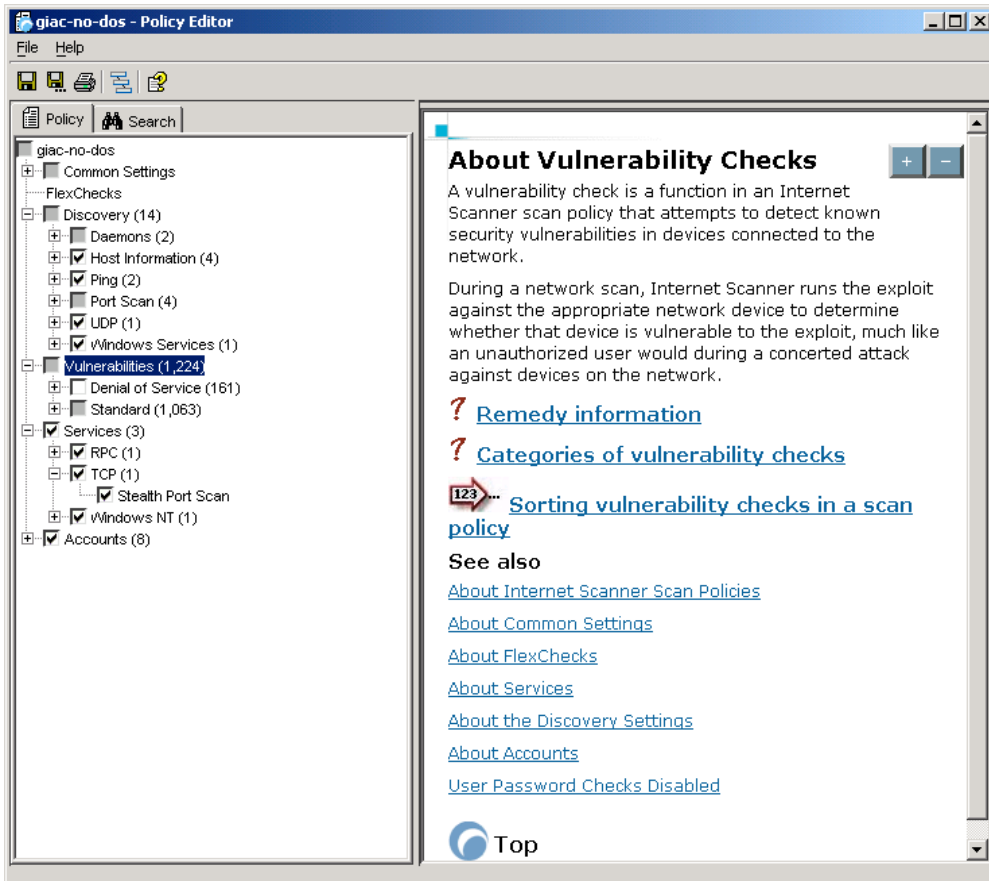 giac-no-dos - Policy Editor
File Help
Policy Search
giac-no-dos
Common Settings
FlexChecks
Discovery (14)
Daemons (2)
Host Information (4)
Ping (2)
Port Scan (4)
UDP (1)
Windows Services (1)
Vulnerabilities (1,224)
Denial of Service (161)
Standard (1,063)
Services (3)
RPC (1)
TCP (1)
Stealth Port Scan
Windows NT (1)
Accounts (8)
About Vulnerability Checks
+ −
A vulnerability check is a function in an Internet
Scanner scan policy that attempts to detect known
security vulnerabilities in devices connected to the
network.
During a network scan, Internet Scanner runs the exploit
against the appropriate network device to determine
whether that device is vulnerable to the exploit, much like
an unauthorized user would during a concerted attack
against devices on the network.
? Remedy information
? Categories of vulnerability checks
123 ... Sorting vulnerability checks in a scan
policy
See also
About Internet Scanner Scan Policies
About Common Settings
About FlexChecks
About Services
About the Discovery Settings
About Accounts
User Password Checks Disabled
Top